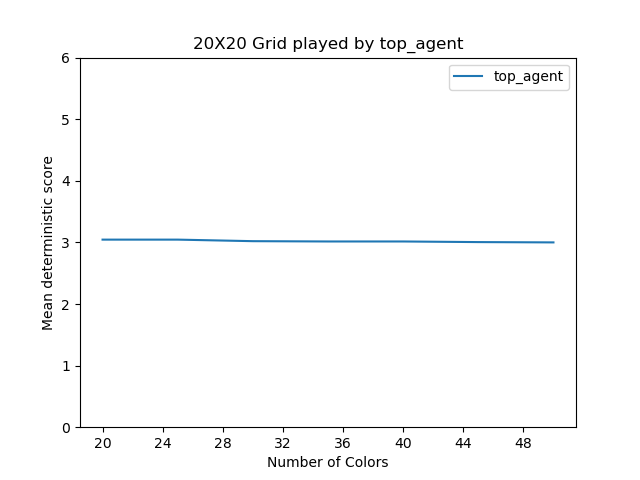 20X20 Grid played by top_agent
top_agent
Mean deterministic score
6
5
4
3
2
1
0
20 24 28 32 36 40 44 48
Number of Colors